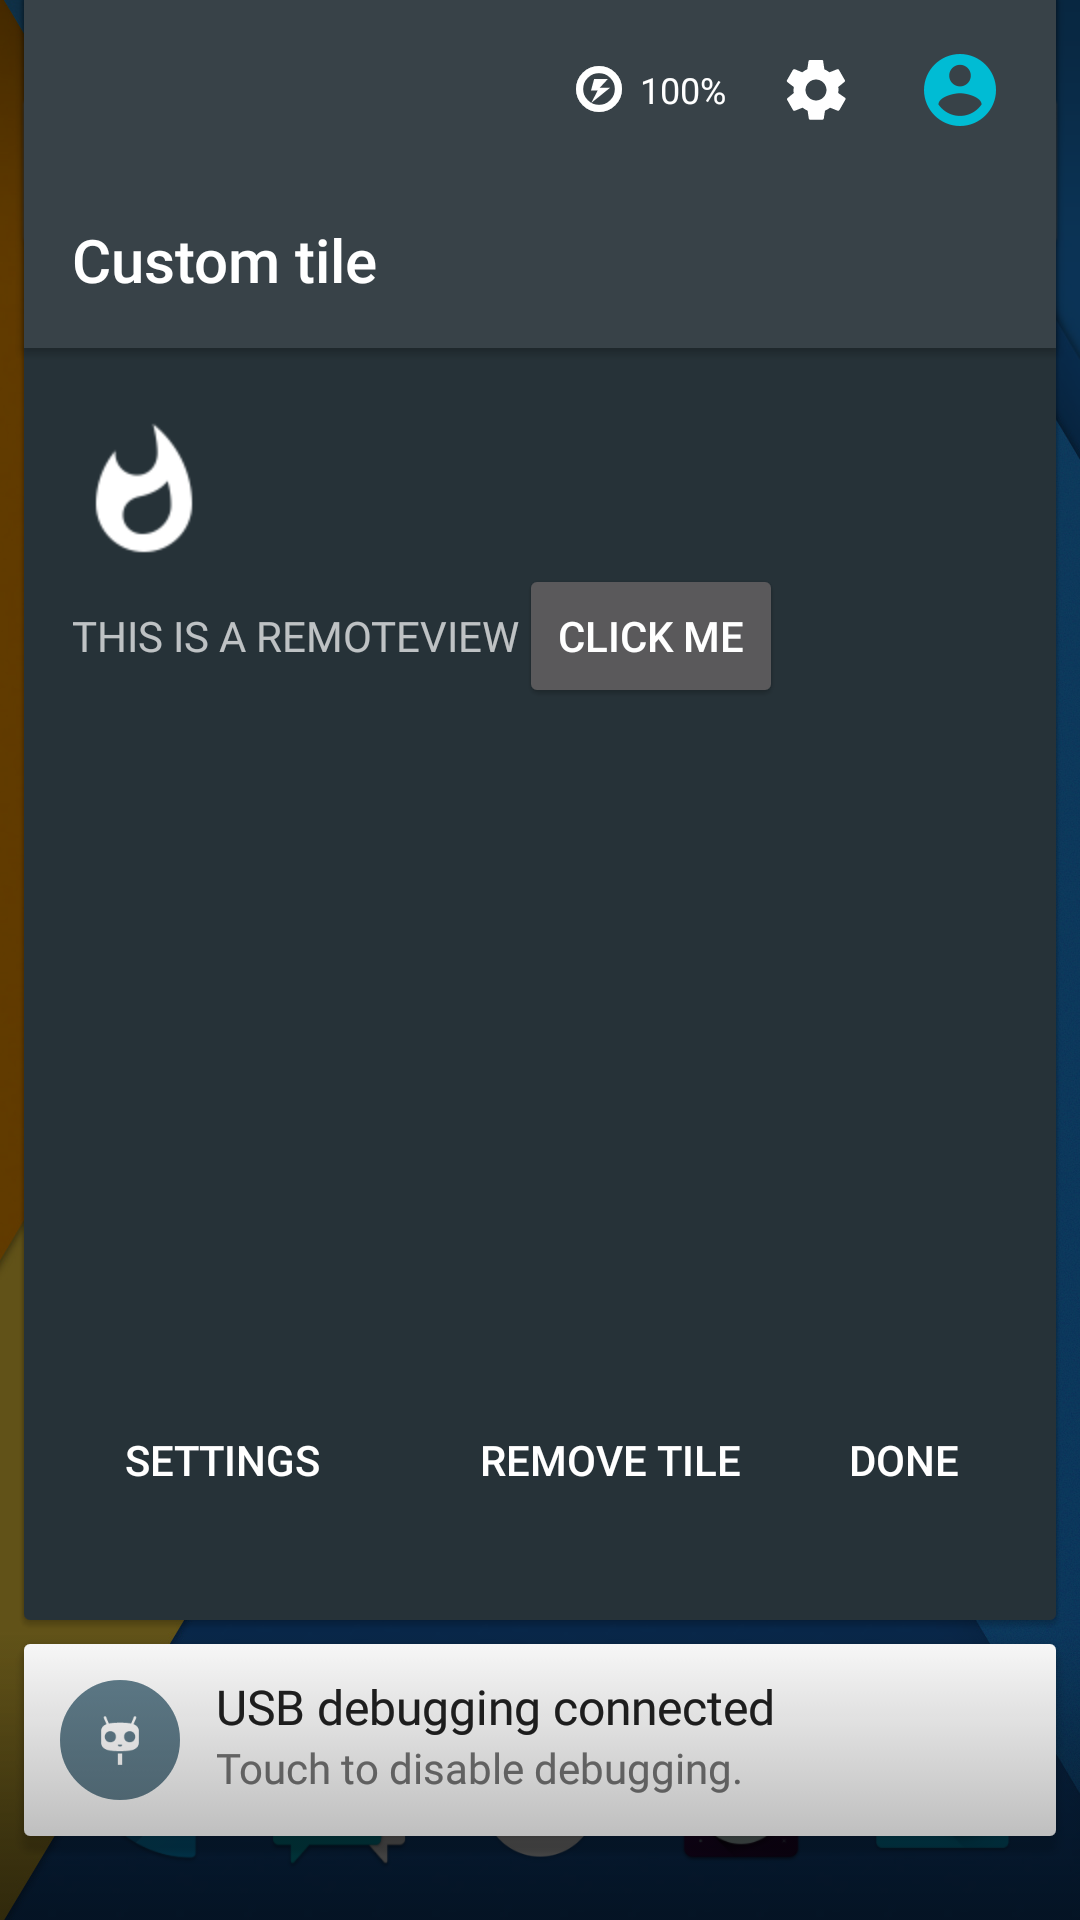 100%
Custom tile
THIS IS A REMOTEVIEW CLICK ME
SETTINGS REMOVE TILE DONE
USB debugging connected
Touch to disable debugging.